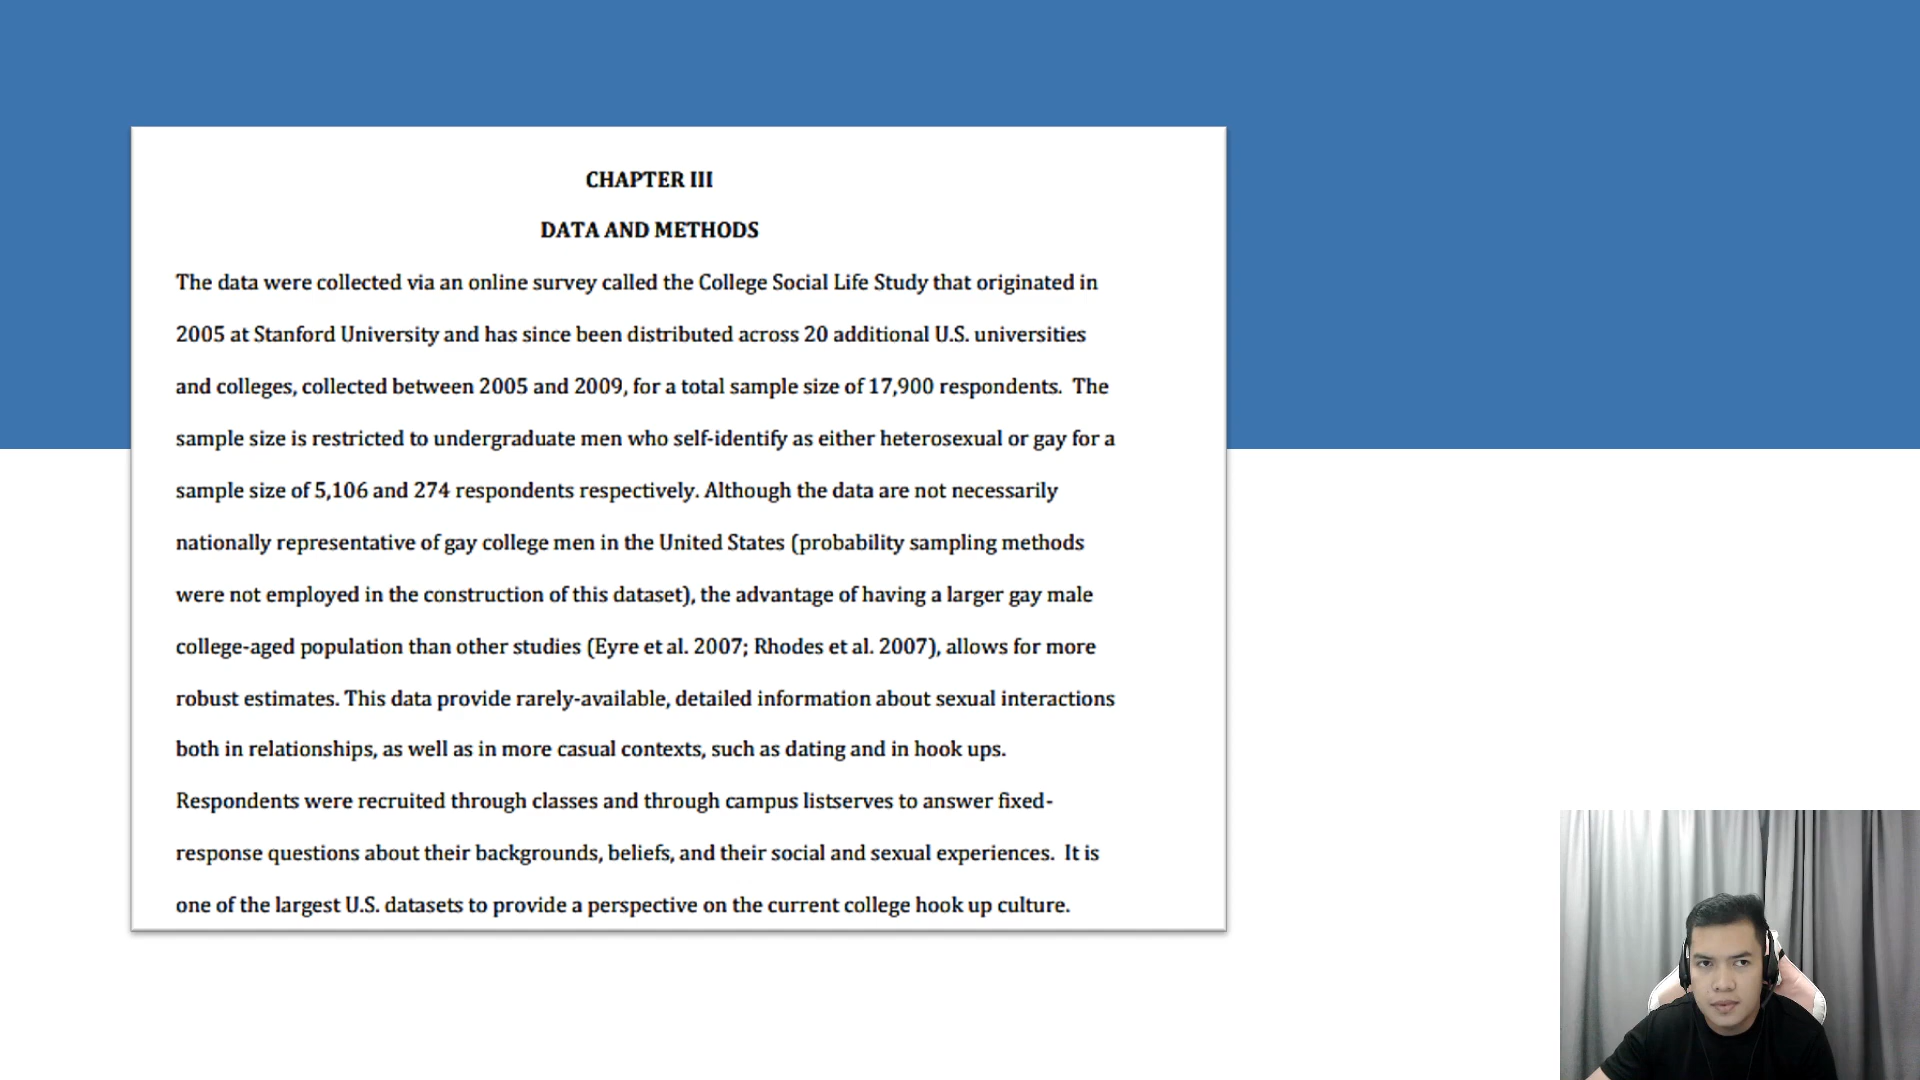 CHAPTER III
DATA AND METHODS
The data were collected via an online survey called the College Social Life Study that originated in
2005 at Stanford University and has since been distributed across 20 additional U.S. universities
and colleges, collected between 2005 and 2009, for a total sample size of 17,900 respondents.  The
sample size is restricted to undergraduate men who self-identify as either heterosexual or gay for a
sample size of 5,106 and 274 respondents respectively. Although the data are not necessarily
nationally representative of gay college men in the United States (probability sampling methods
were not employed in the construction of this dataset), the advantage of having a larger gay male
college-aged population than other studies (Eyre et al. 2007; Rhodes et al. 2007), allows for more
robust estimates. This data provide rarely-available, detailed information about sexual interactions
both in relationships, as well as in more casual contexts, such as dating and in hook ups.
Respondents were recruited through classes and through campus listserves to answer fixed-
response questions about their backgrounds, beliefs, and their social and sexual experiences.  It is
one of the largest U.S. datasets to provide a perspective on the current college hook up culture.